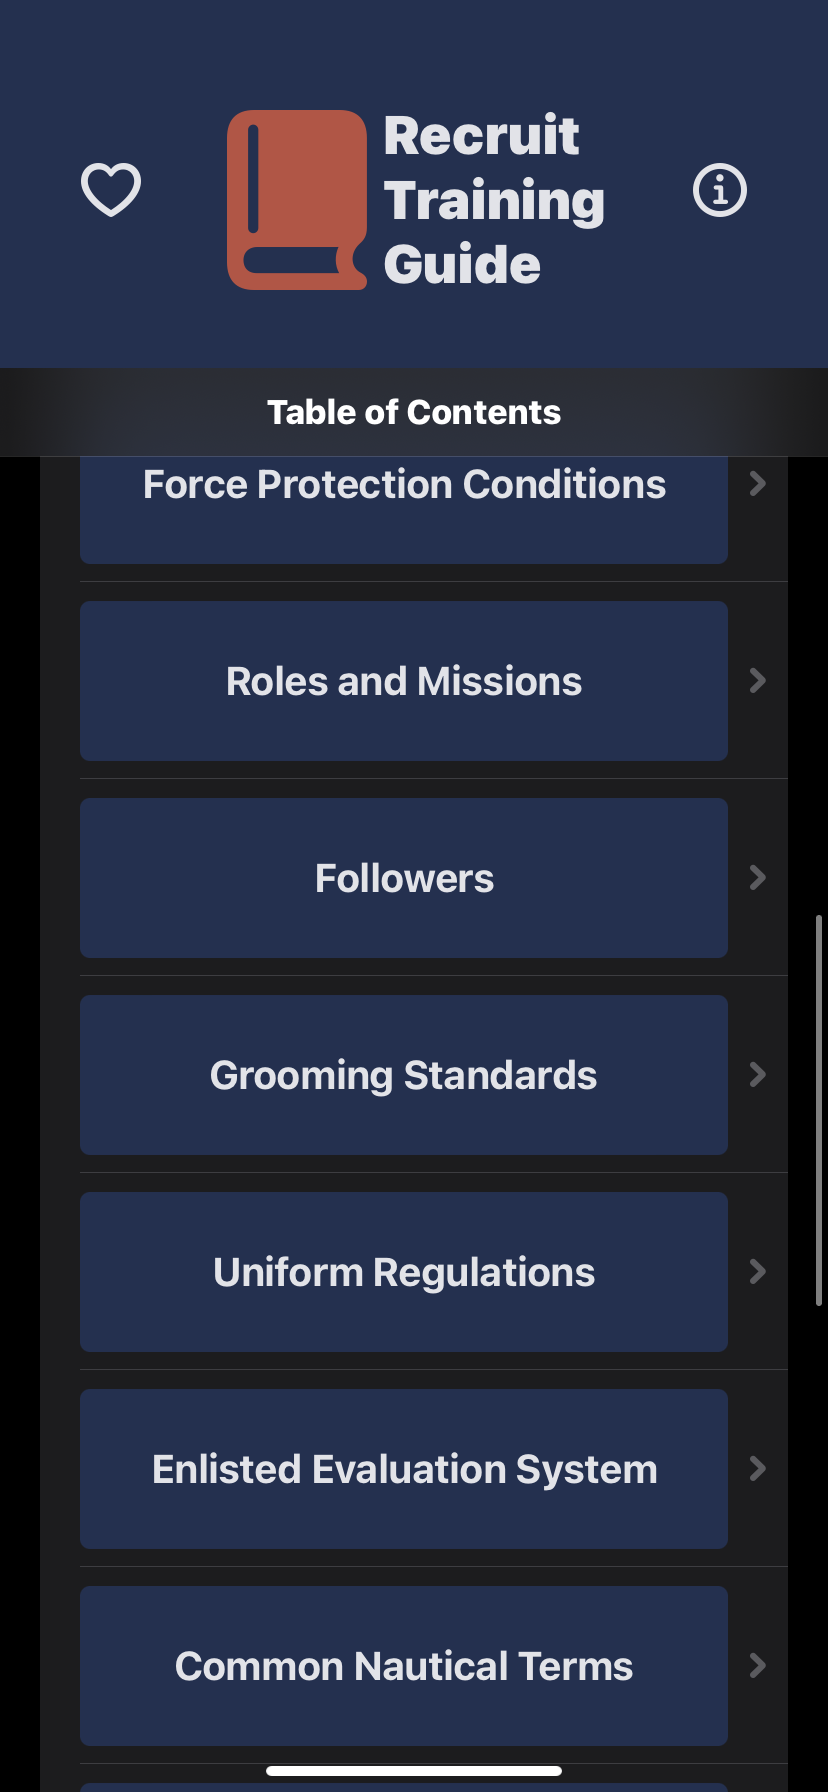 Recruit
Training
Guide
Table of Contents
Force Protection Conditions
Roles and Missions
Followers
Grooming Standards
Uniform Regulations
Enlisted Evaluation System
Common Nautical Terms